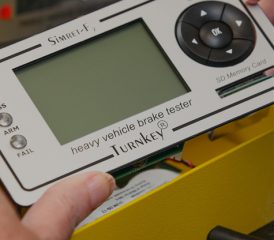 SIMRET-F
OK
SD Memory Card
ARM
FAIL
heavy vehicle brake tester
TURNKEY®